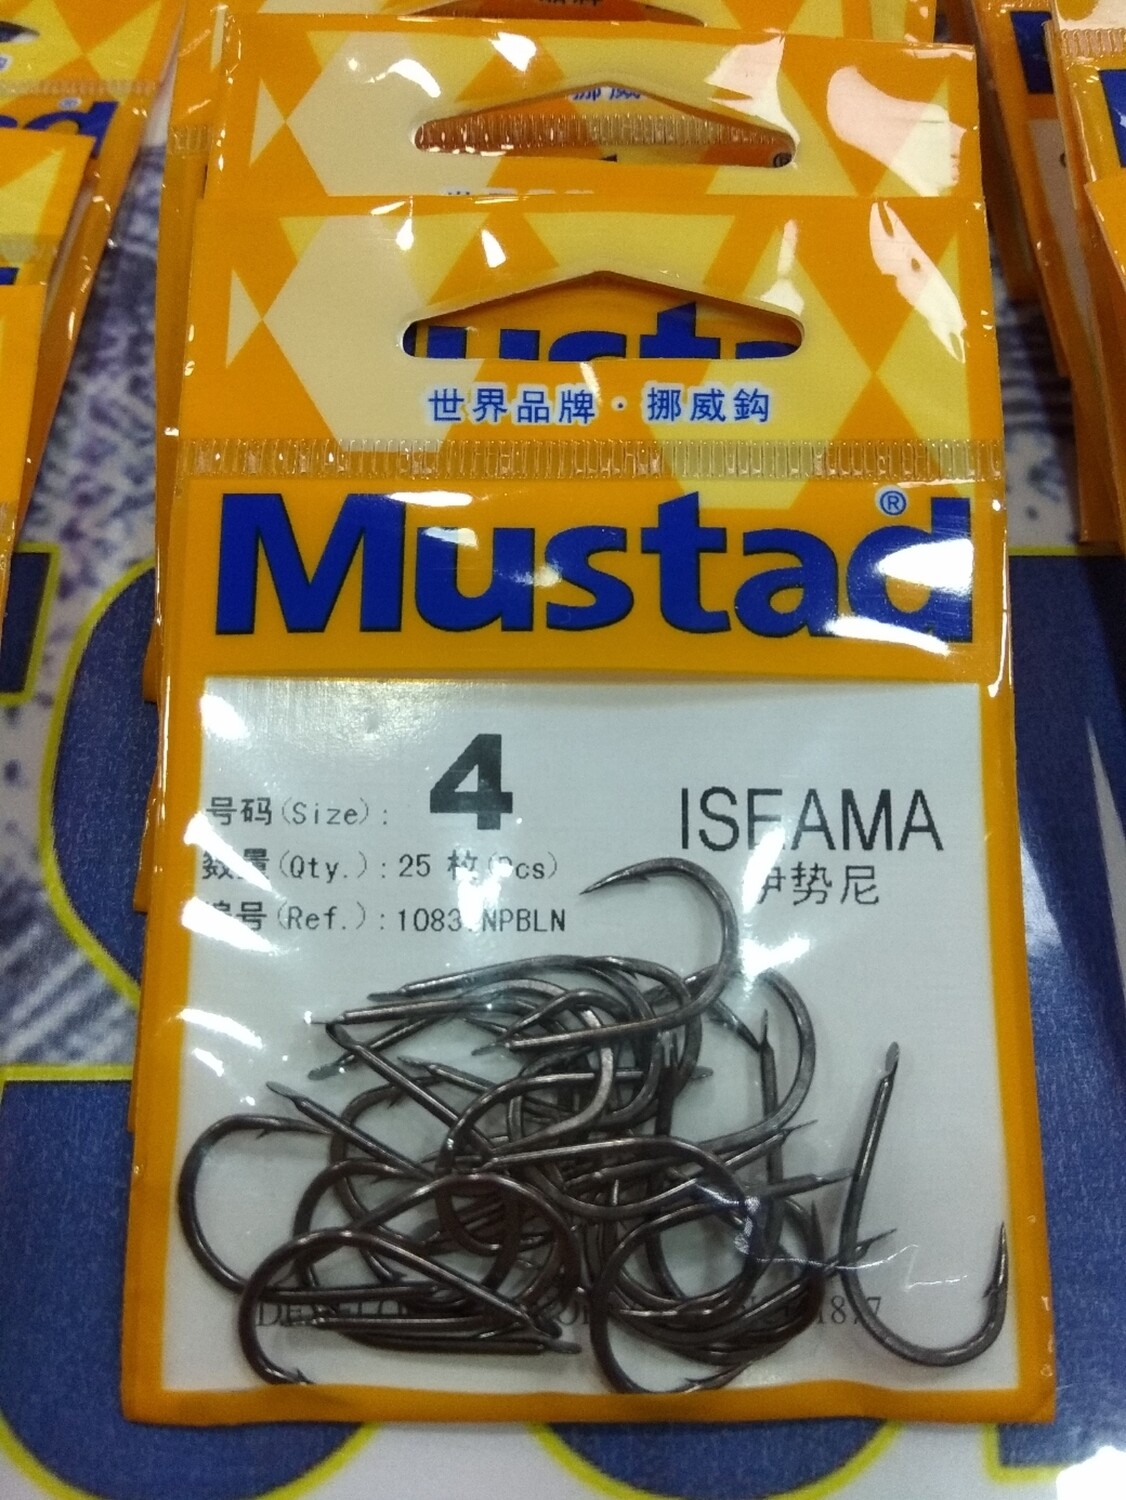 世界品牌·挪威鈎
Mustad®
号码(Size): 4
数量(Qty.): 25 枚(Pcs)
编号(Ref.): 1083 NPBLN
ISEAMA
伊势尼